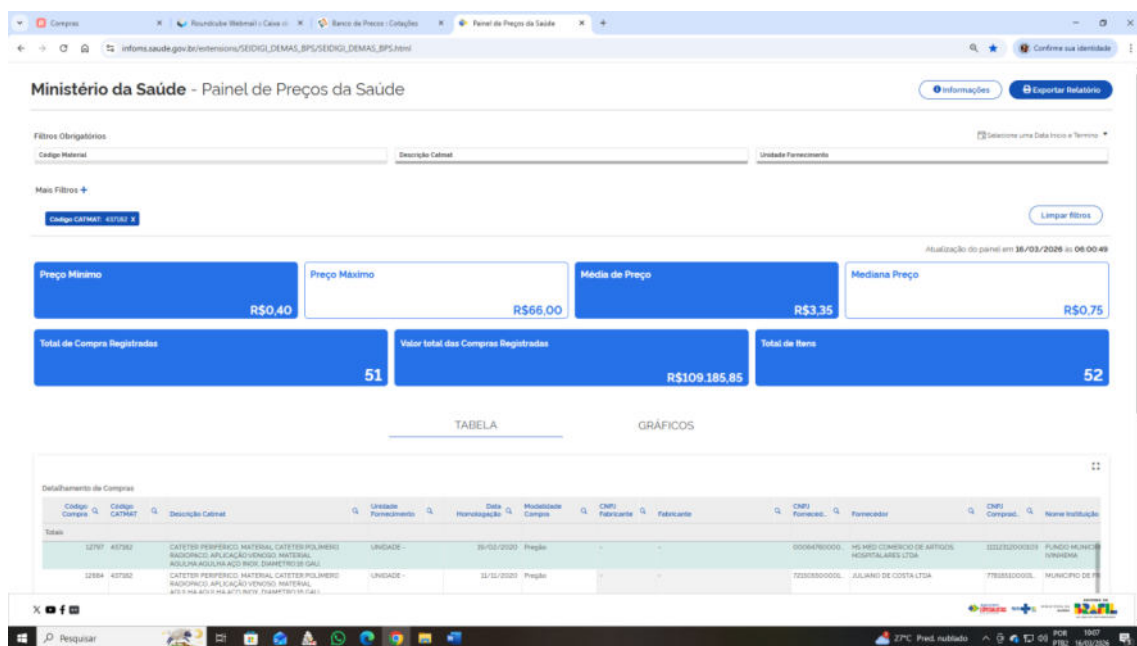 Compras
Roundcube Webmail :: Caixa
Banco de Preços : Cotações
Painel de Preços da Saúde
infoms.saude.gov.br/extensions/SEIDIGI_DEMAS_BPS/SEIDIGI_DEMAS_BPS.html
Confirme sua identidade
Ministério da Saúde - Painel de Preços da Saúde
Informações
Exportar Relatório
Filtros Obrigatórios
Selecione uma Data Início e Término
Código Material
Descrição Catmat
Unidade Fornecimento
Mais Filtros +
Código CATMAT: 437182 X
Limpar filtros
Atualização do painel em 16/03/2026 às 06:00:49
Preço Mínimo
R$0,40
Preço Máximo
R$66,00
Média de Preço
R$3,35
Mediana Preço
R$0,75
Total de Compra Registradas
51
Valor total das Compras Registradas
R$109.185,85
Total de Itens
52
TABELA
GRÁFICOS
Detalhamento de Compras
Código Compra
Código CATMAT
Descrição Catmat
Unidade Fornecimento
Data Homologação
Modalidade Compra
CNPJ Fabricante
Fabricante
CNPJ Forneced..
Fornecedor
CNPJ Comprad..
Nome Instituição
Totais
12797 437182
CATETER PERIFÉRICO, MATERIAL CATETER:POLÍMERO
RADIOPACO, APLICAÇÃO:VENOSO, MATERIAL
AGULHA:AGULHA AÇO INOX, DIAMETRO:16 GAU,
UNIDADE -
19/02/2020 Pregão
- -
HS MED COMERCIO DE ARTIGOS
HOSPITALARES LTDA
FUNDO MUNICI
IVINHEMA
12884 437182
CATETER PERIFÉRICO, MATERIAL CATETER:POLÍMERO
RADIOPACO, APLICAÇÃO:VENOSO, MATERIAL
AGULHA:AGULHA AÇO INOX, DIAMETRO:16 GAU,
UNIDADE -
11/11/2020 Pregão
- -
JULIANO DE COSTA LTDA
MUNICIPIO DE
BRASIL
Pesquisar
27°C Pred. nublado
POR
PTB2
10:07
16/03/2026